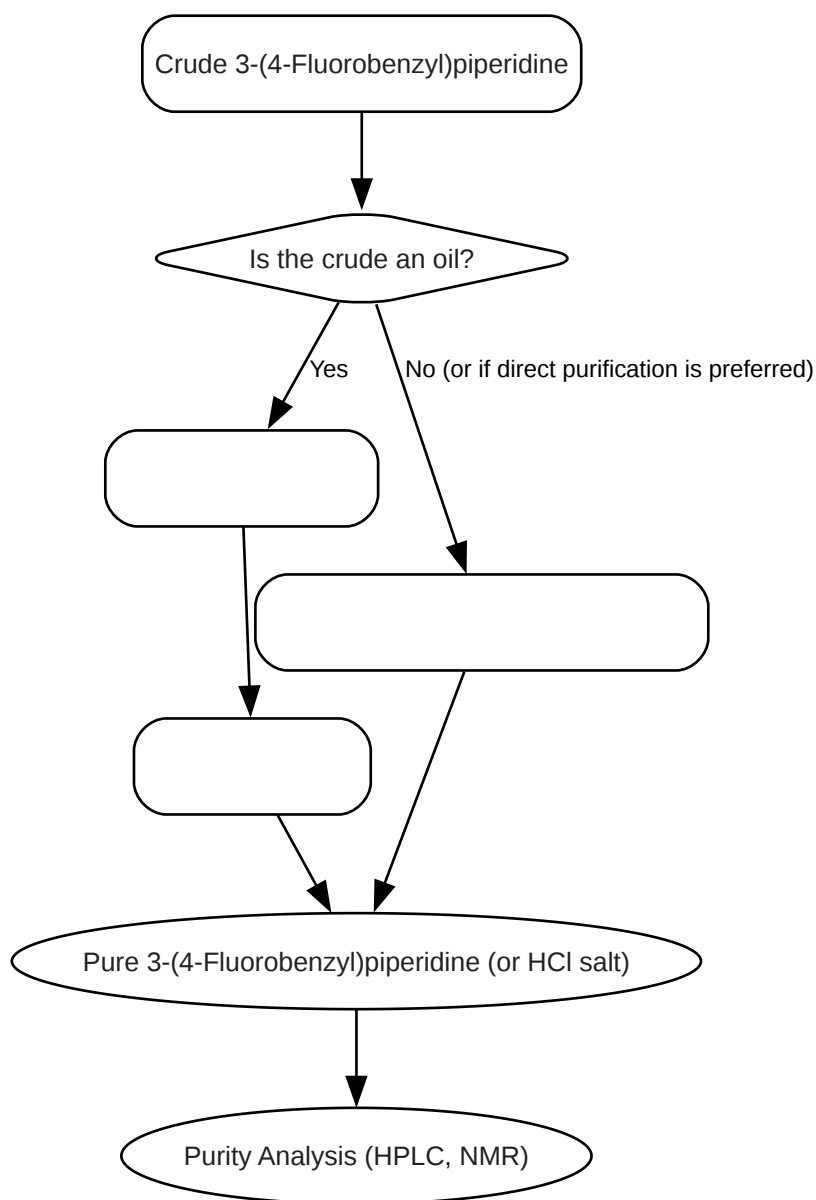 Crude 3-(4-Fluorobenzyl)piperidine
Is the crude an oil?
Yes
No (or if direct purification is preferred)
Pure 3-(4-Fluorobenzyl)piperidine (or HCl salt)
Purity Analysis (HPLC, NMR)